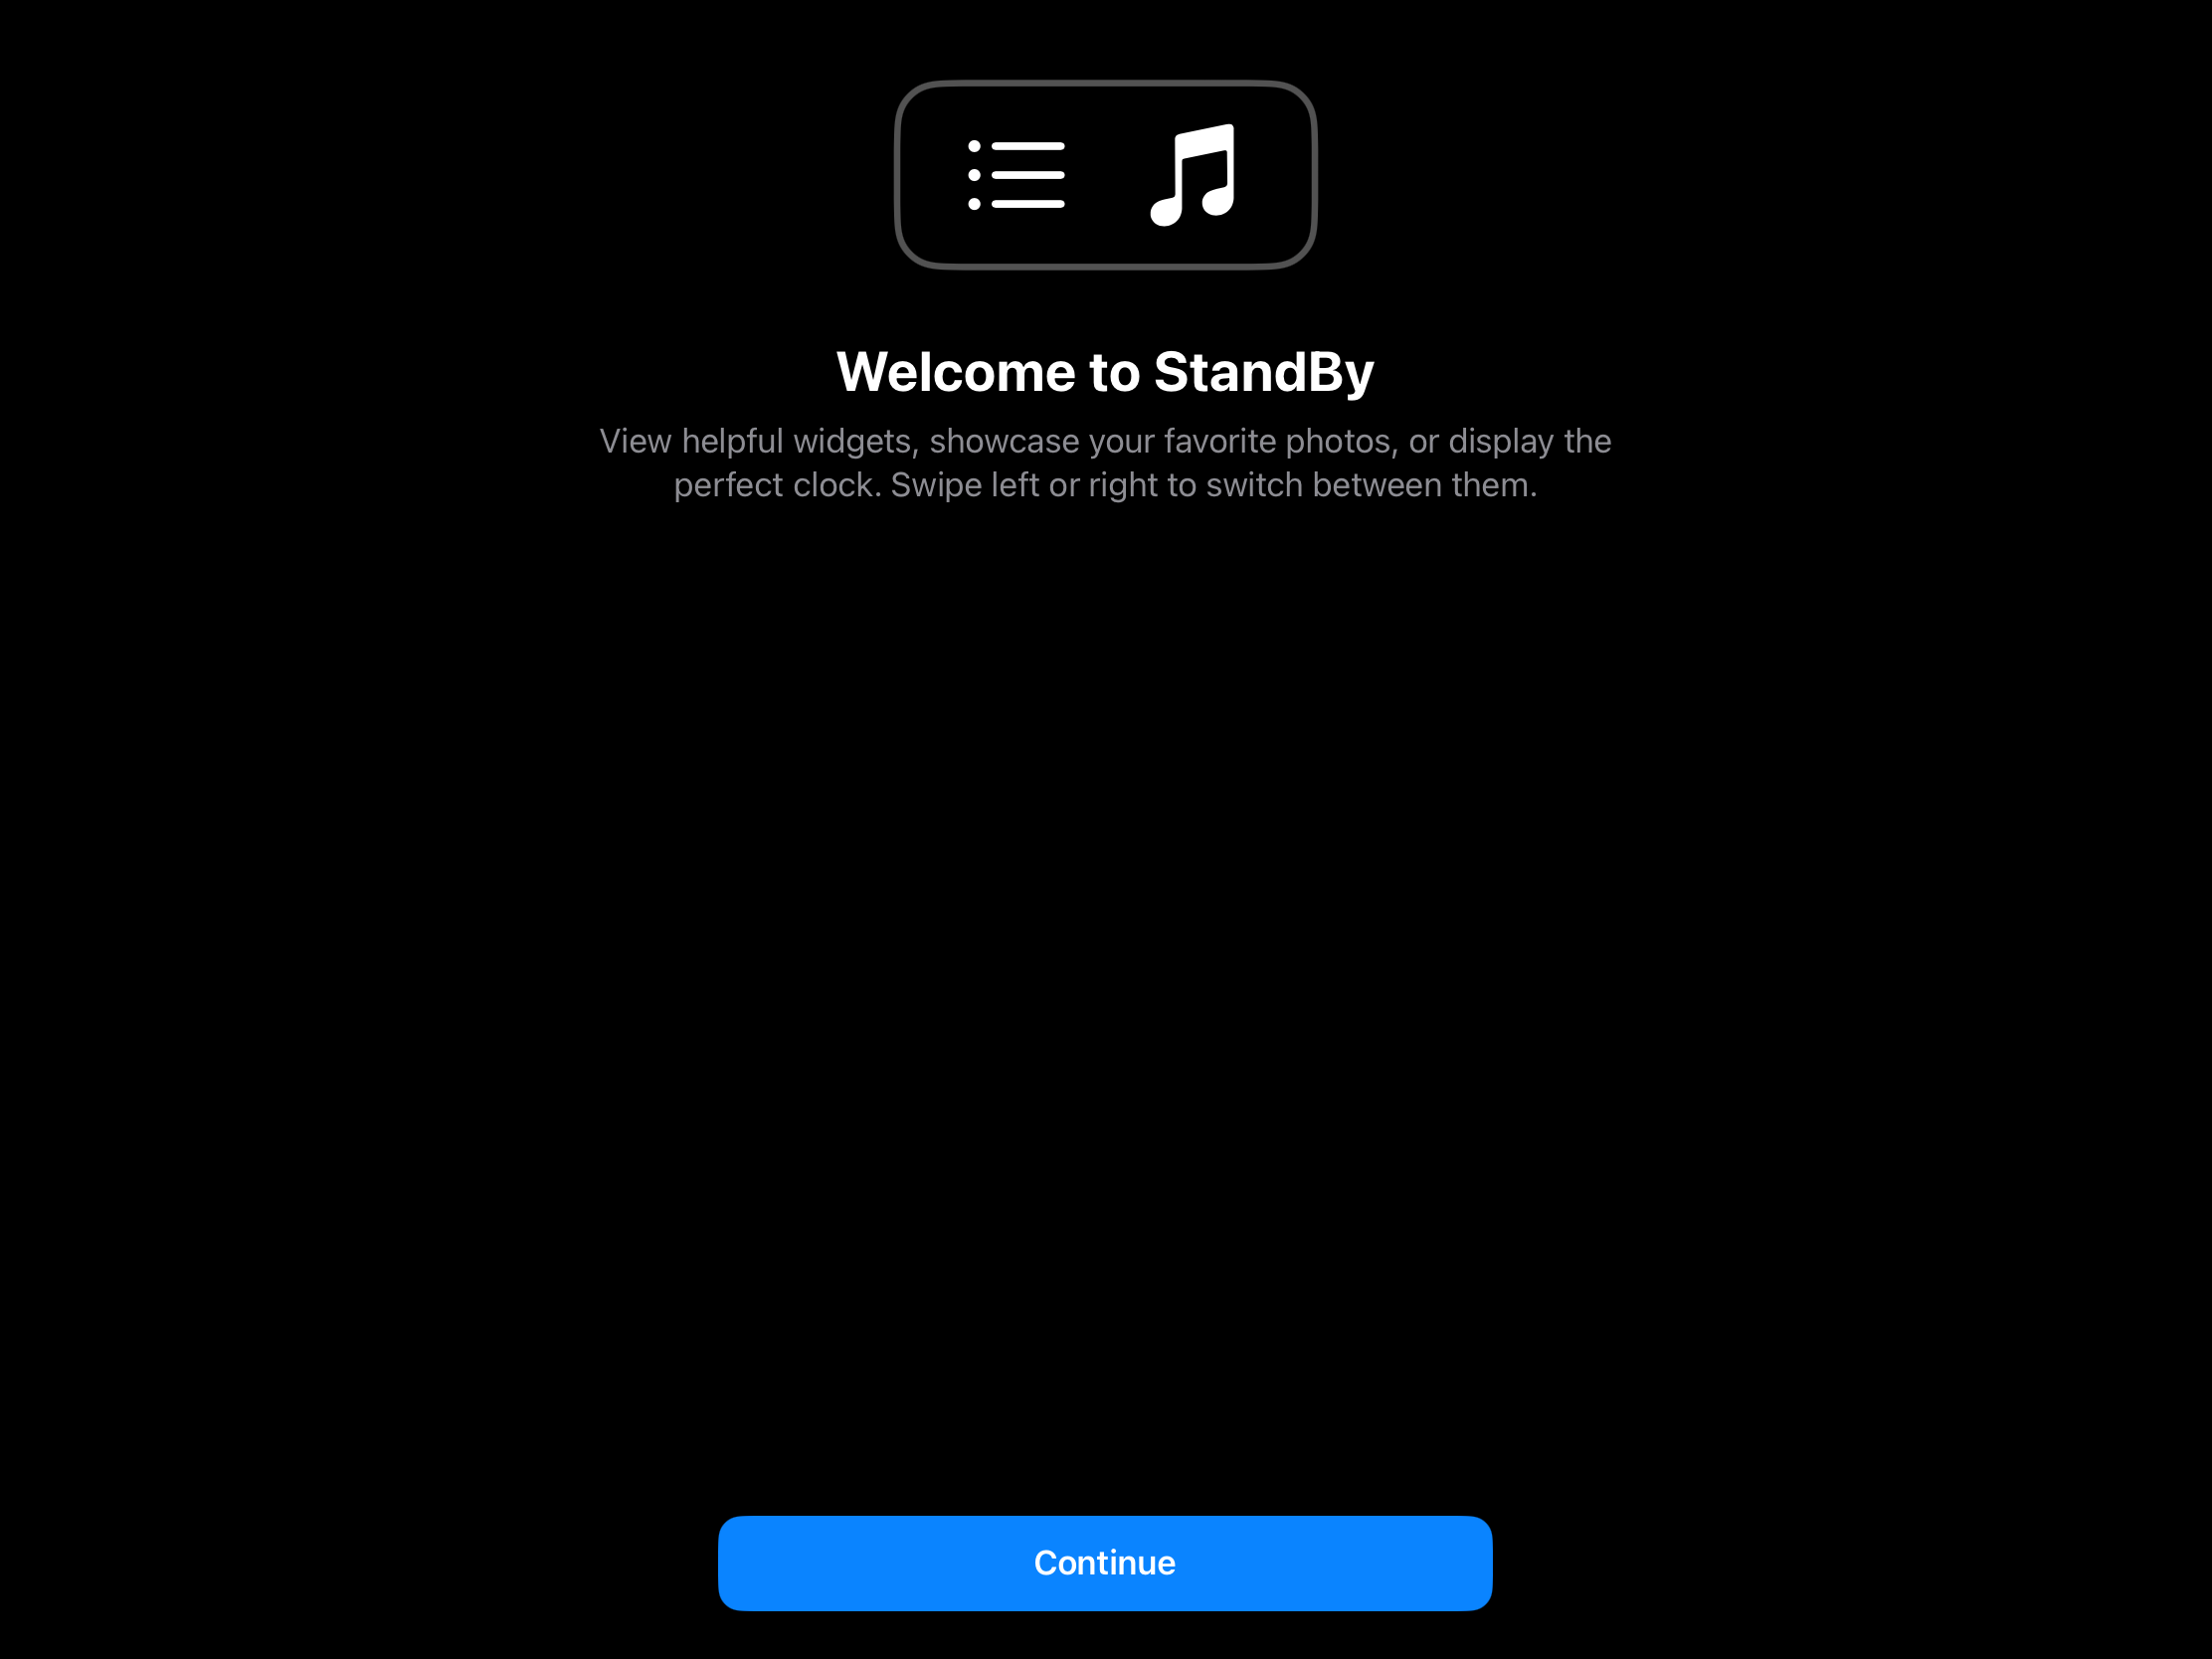 Welcome to StandBy
View helpful widgets, showcase your favorite photos, or display the
perfect clock. Swipe left or right to switch between them.
Continue